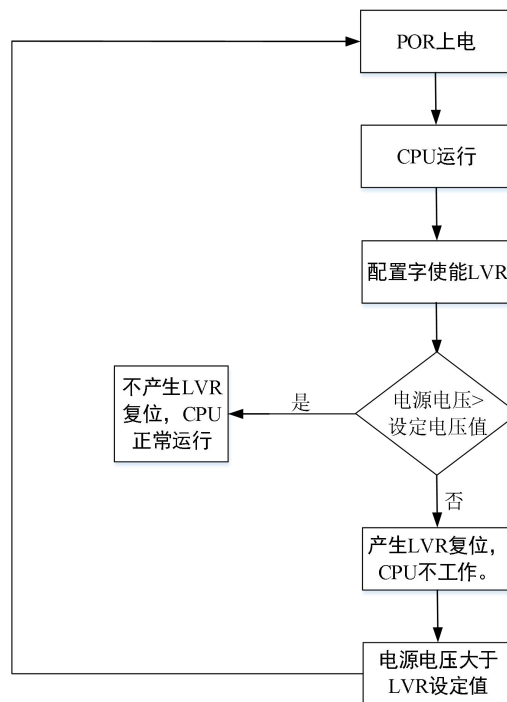 POR上电
CPU运行
配置字使能LVR
电源电压>
设定电压值
是
不产生LVR
复位，CPU
正常运行
否
产生LVR复位，
CPU不工作。
电源电压大于
LVR设定值